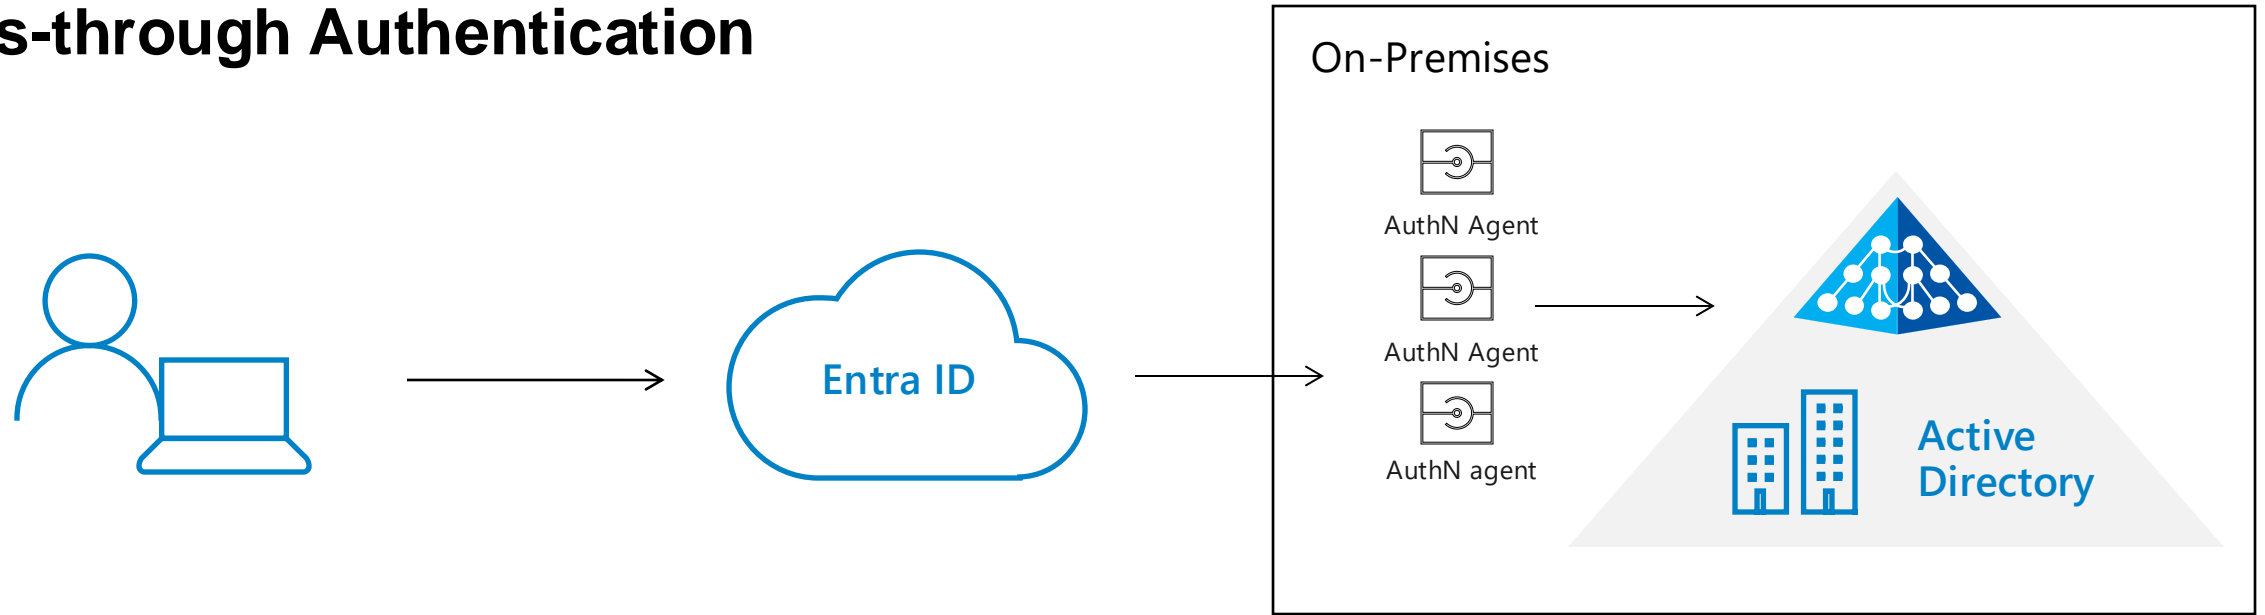 s-through Authentication
On-Premises
AuthN Agent
AuthN Agent
AuthN agent
Entra ID
Active
Directory